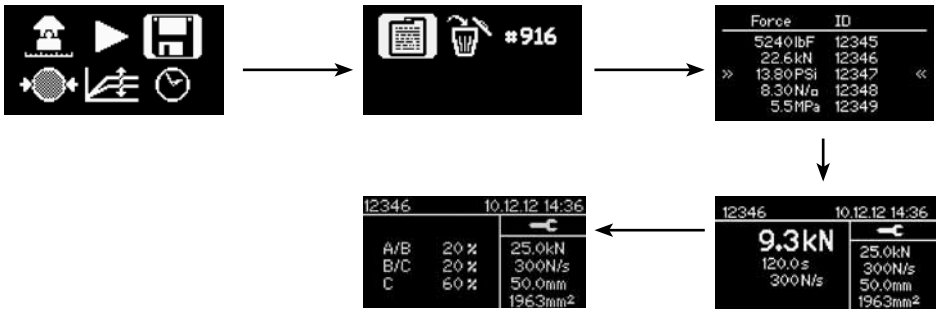 #916
Force ID
5240lbF 12345
22.6kN 12346
» 13.80PSi 12347 «
8.30N/▫ 12348
5.5MPa 12349
12346 10.12.12 14:36
9.3kN
120.0s
300N/s
25.0kN
300N/s
50.0mm
1963mm²
12346 10.12.12 14:36
A/B 20%
B/C 20%
C 60%
25.0kN
300N/s
50.0mm
1963mm²